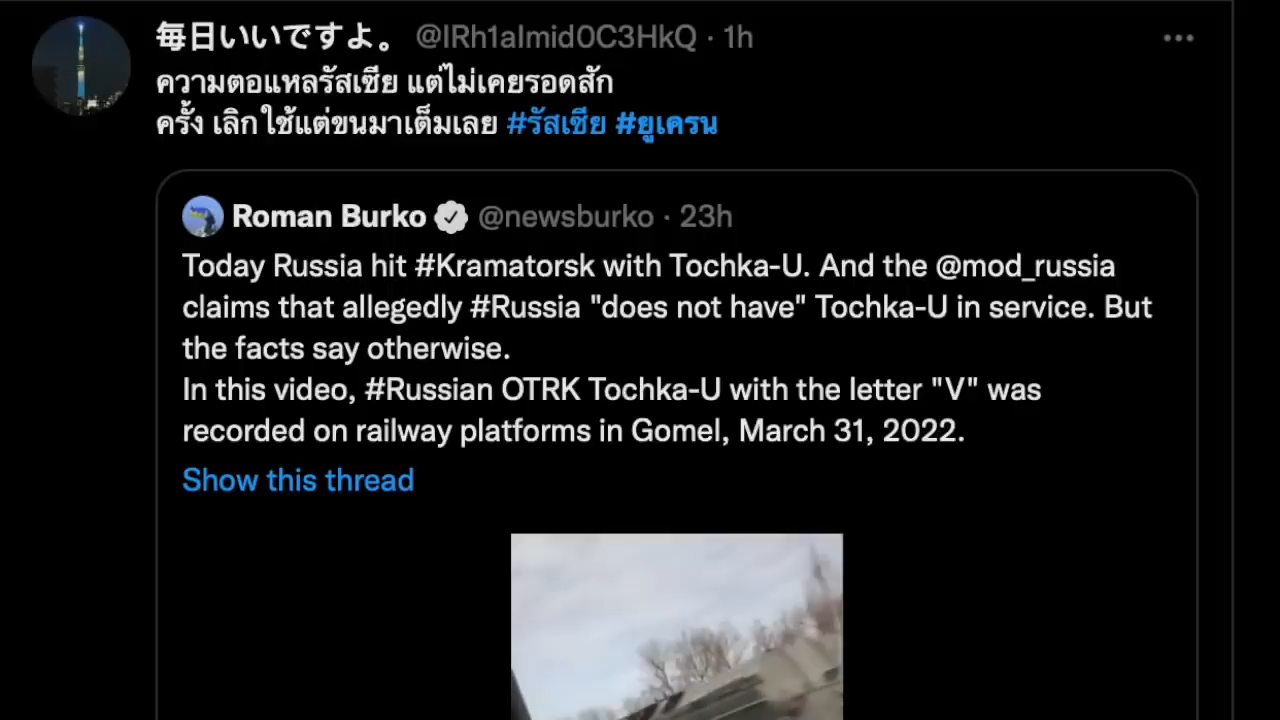 毎日いいですよ。 @IRh1aImid0C3HkQ · 1h
ความตอแหลรัสเซีย แต่ไม่เคยรอดสัก
ครั้ง เลิกใช้แต่ขนมาเต็มเลย #รัสเซีย #ยูเครน
Roman Burko @newsburko · 23h
Today Russia hit #Kramatorsk with Tochka-U. And the @mod_russia
claims that allegedly #Russia "does not have" Tochka-U in service. But
the facts say otherwise.
In this video, #Russian OTRK Tochka-U with the letter "V" was
recorded on railway platforms in Gomel, March 31, 2022.
Show this thread